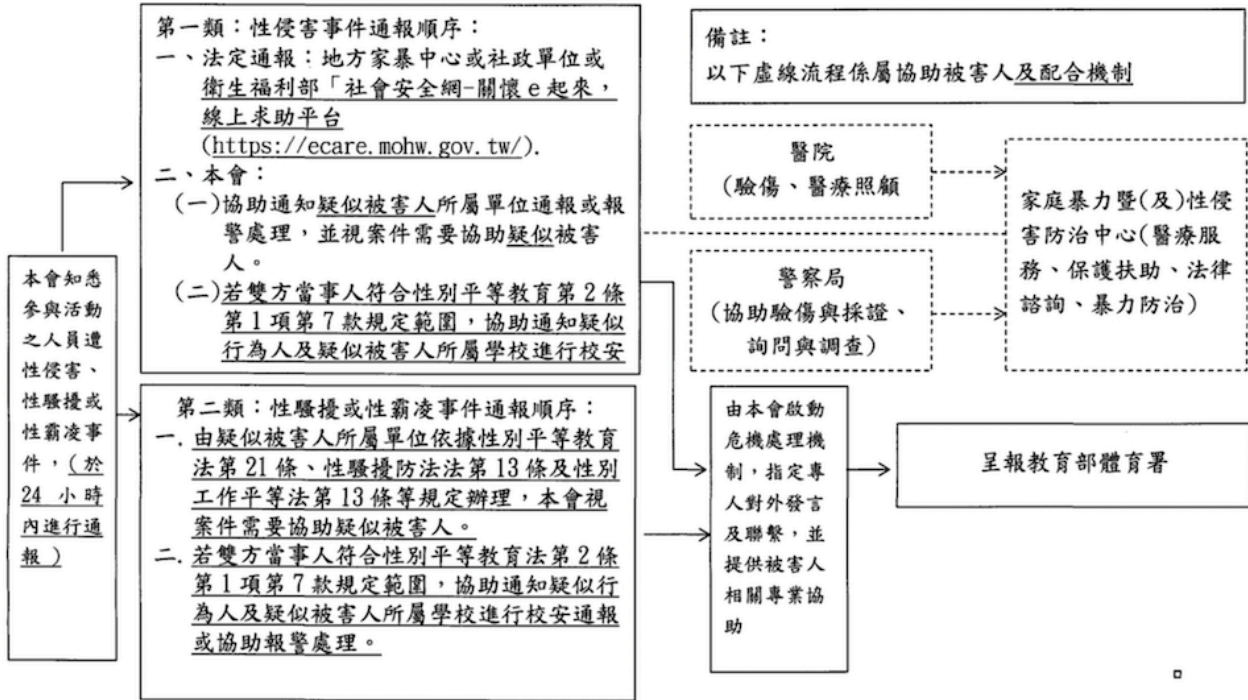 本會知悉
參與活動
之人員遭
性侵害、
性騷擾或
性霸凌事
件，(於
24 小時
內進行通
報)
第一類：性侵害事件通報順序：
一、法定通報：地方家暴中心或社政單位或
衛生福利部「社會安全網-關懷 e 起來，
線上求助平台
(https://ecare.mohw.gov.tw/).
二、本會：
(一)協助通知疑似被害人所屬單位通報或報
警處理，並視案件需要協助疑似被害
人。
(二)若雙方當事人符合性別平等教育第 2 條
第 1 項第 7 款規定範圍，協助通知疑似
行為人及疑似被害人所屬學校進行校安
第二類：性騷擾或性霸凌事件通報順序：
一. 由疑似被害人所屬單位依據性別平等教育
法第 21 條、性騷擾防法法第 13 條及性別
工作平等法第 13 條等規定辦理，本會視
案件需要協助疑似被害人。
二. 若雙方當事人符合性別平等教育法第 2 條
第 1 項第 7 款規定範圍，協助通知疑似行
為人及疑似被害人所屬學校進行校安通報
或協助報警處理。
備註：
以下虛線流程係屬協助被害人及配合機制
醫院
(驗傷、醫療照顧
警察局
(協助驗傷與採證、
詢問與調查)
家庭暴力暨(及)性侵
害防治中心(醫療服
務、保護扶助、法律
諮詢、暴力防治)
由本會啟動
危機處理機
制，指定專
人對外發言
及聯繫，並
提供被害人
相關專業協
助
呈報教育部體育署